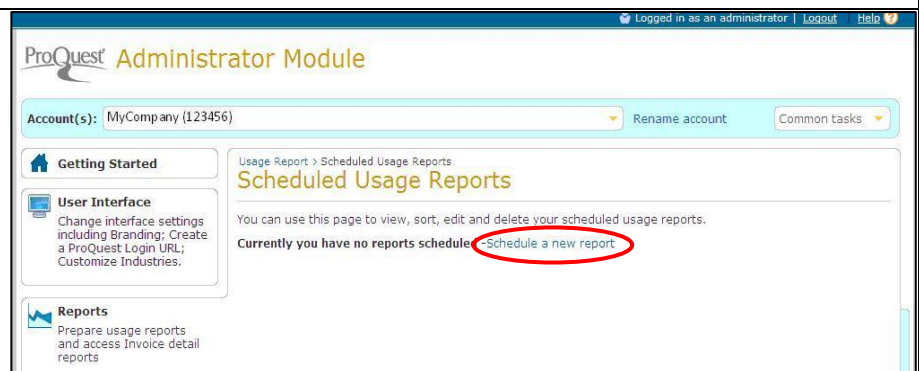 Logged in as an administrator | Logout Help ?
ProQuest Administrator Module
Account(s): MyCompany (123456) Rename account Common tasks
Getting Started
User Interface
Change interface settings
including Branding; Create
a ProQuest Login URL;
Customize Industries.
Reports
Prepare usage reports
and access Invoice detail
reports
Usage Report > Scheduled Usage Reports
Scheduled Usage Reports
You can use this page to view, sort, edit and delete your scheduled usage reports.
Currently you have no reports scheduled -Schedule a new report